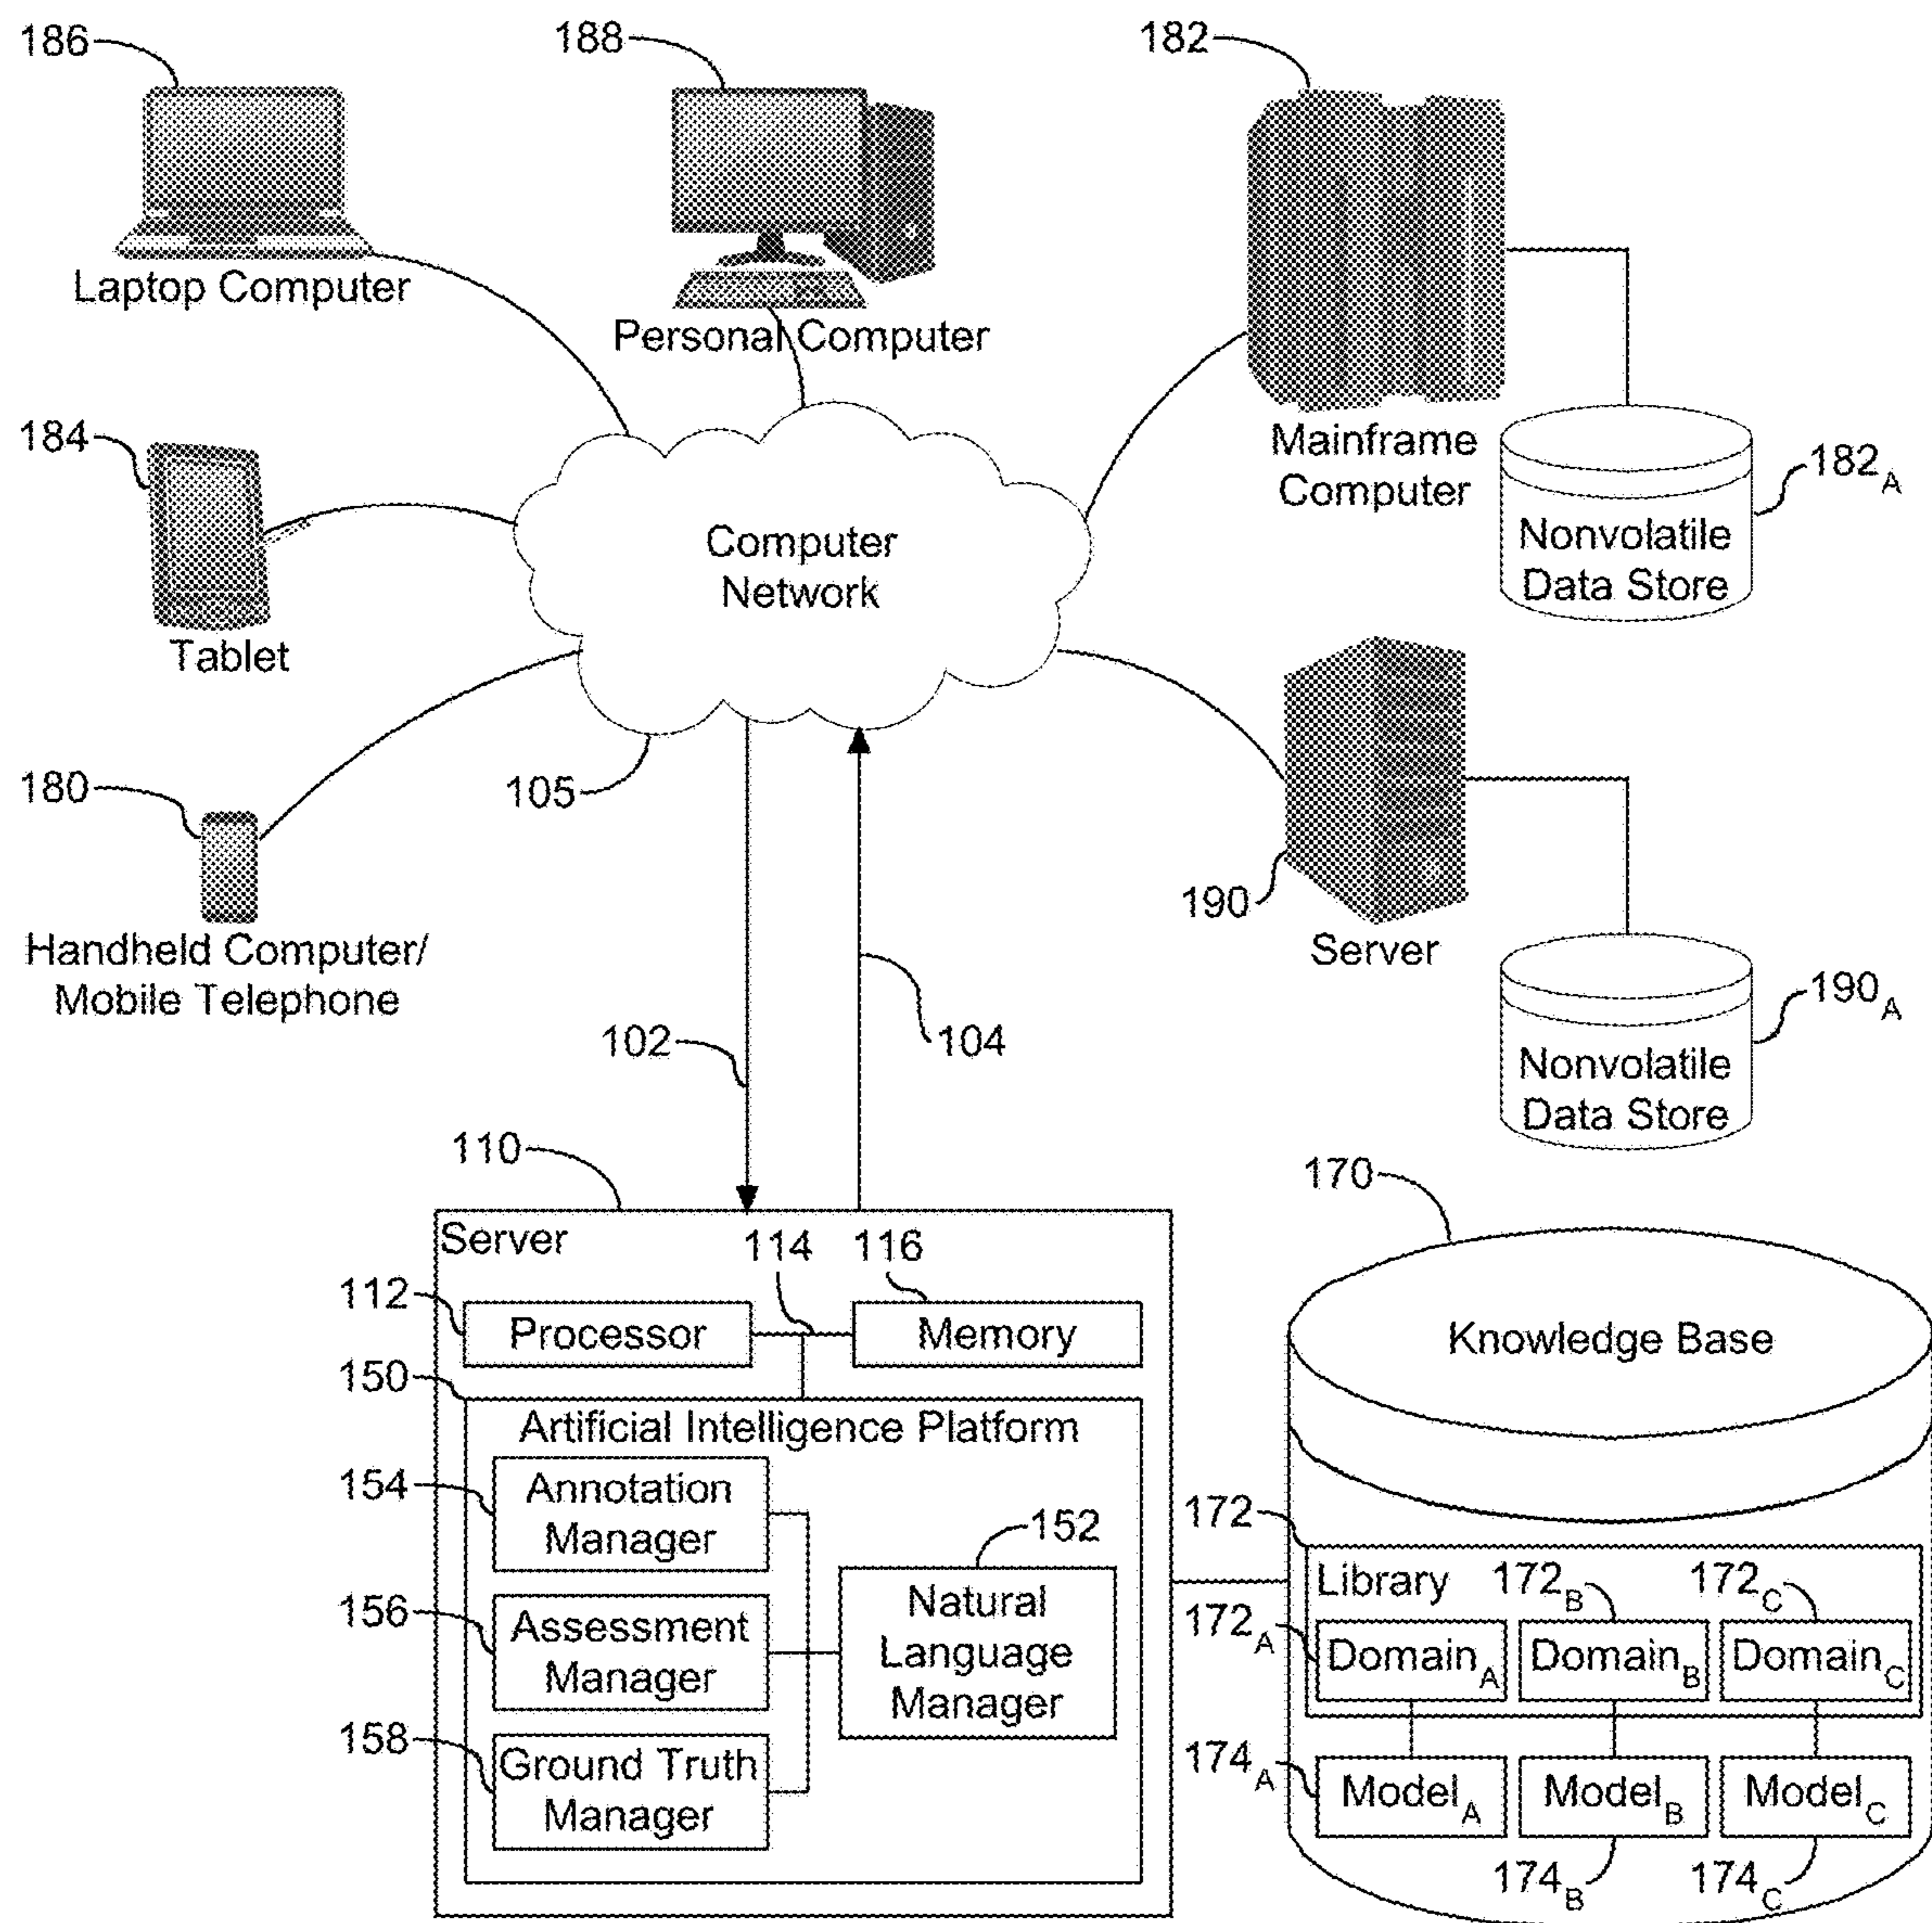 186
188
182
Laptop Computer
Personal Computer
Mainframe
Computer
182A
Nonvolatile
Data Store
184
Tablet
Computer
Network
180
Handheld Computer/
Mobile Telephone
105
190
Server
190A
Nonvolatile
Data Store
102
104
110
Server
114
116
112
Processor
Memory
150
Artificial Intelligence Platform
154
Annotation
Manager
152
156
Assessment
Manager
Natural
Language
Manager
158
Ground Truth
Manager
170
Knowledge Base
172
Library
172B
172C
172A
DomainA
DomainB
DomainC
174A
ModelA
ModelB
ModelC
174B
174C